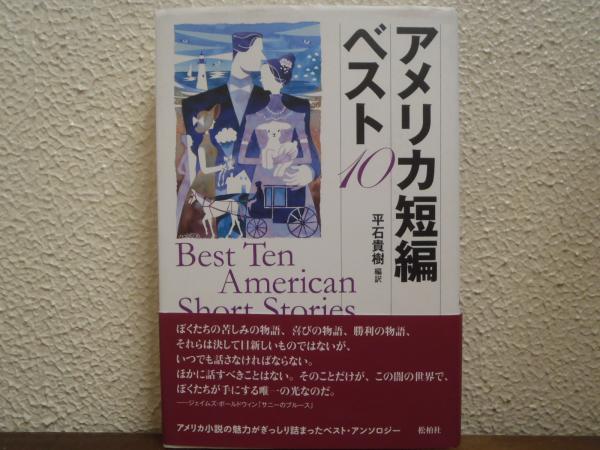 アメリカ短編
ベスト10
平石貴樹 編訳
Best Ten
American
Short Stories
ぼくたちの苦しみの物語、喜びの物語、勝利の物語、
それらは決して目新しいものではないが、
いつでも話さなければならない。
ほかに話すべきことはない。そのことだけが、この闇の世界で、
ぼくたちが手にする唯一の光なのだ。
──ジェイムズ・ボールドウィン「サニーのブルース」
アメリカ小説の魅力がぎっしり詰まったベスト・アンソロジー
松柏社